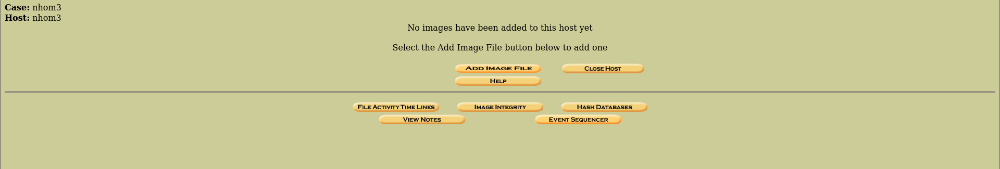 Case: nhom3
Host: nhom3
No images have been added to this host yet
Select the Add Image File button below to add one
ADD IMAGE FILE CLOSE HOST
HELP
FILE ACTIVITY TIME LINES IMAGE INTEGRITY HASH DATABASES
VIEW NOTES EVENT SEQUENCER